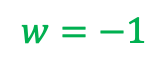 w = −1